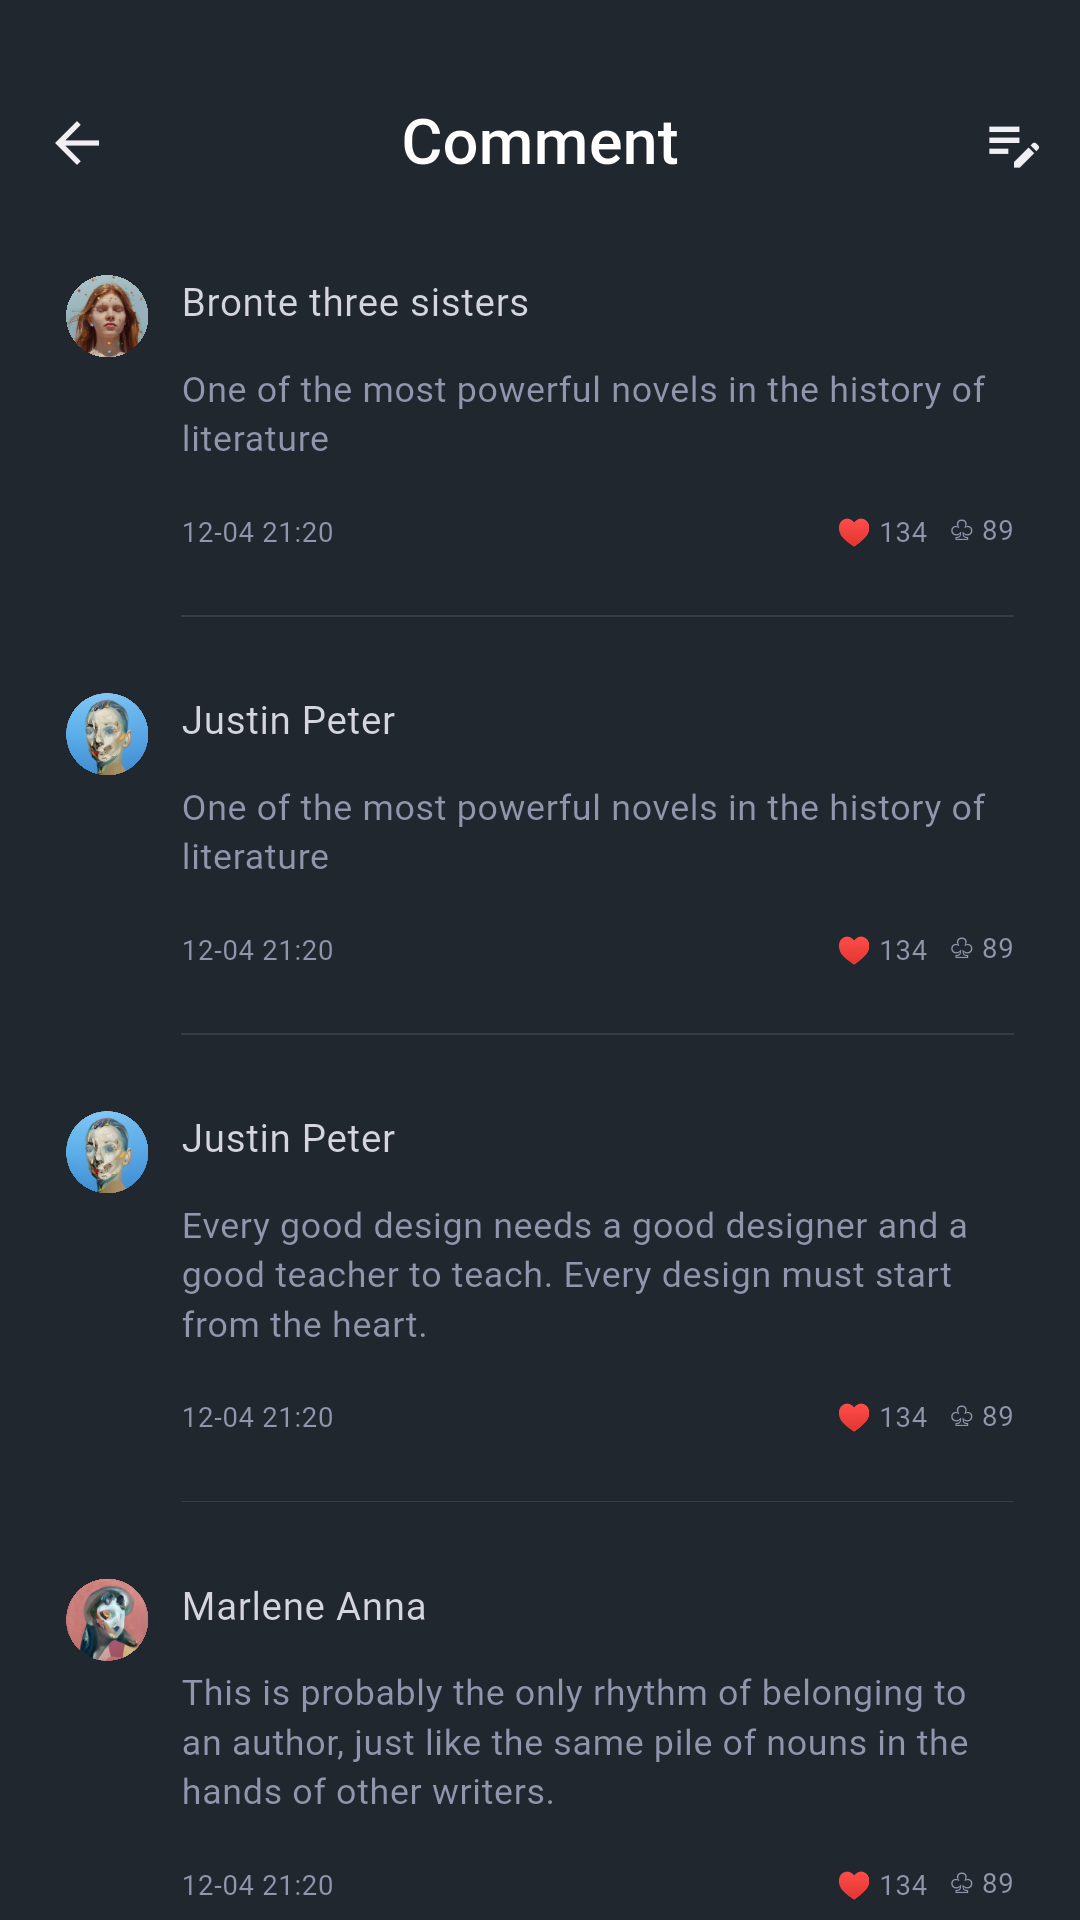 Comment
Bronte three sisters
One of the most powerful novels in the history of
literature
12-04 21:20 134 89
Justin Peter
One of the most powerful novels in the history of
literature
12-04 21:20 134 89
Justin Peter
Every good design needs a good designer and a
good teacher to teach. Every design must start
from the heart.
12-04 21:20 134 89
Marlene Anna
This is probably the only rhythm of belonging to
an author, just like the same pile of nouns in the
hands of other writers.
12-04 21:20 134 89